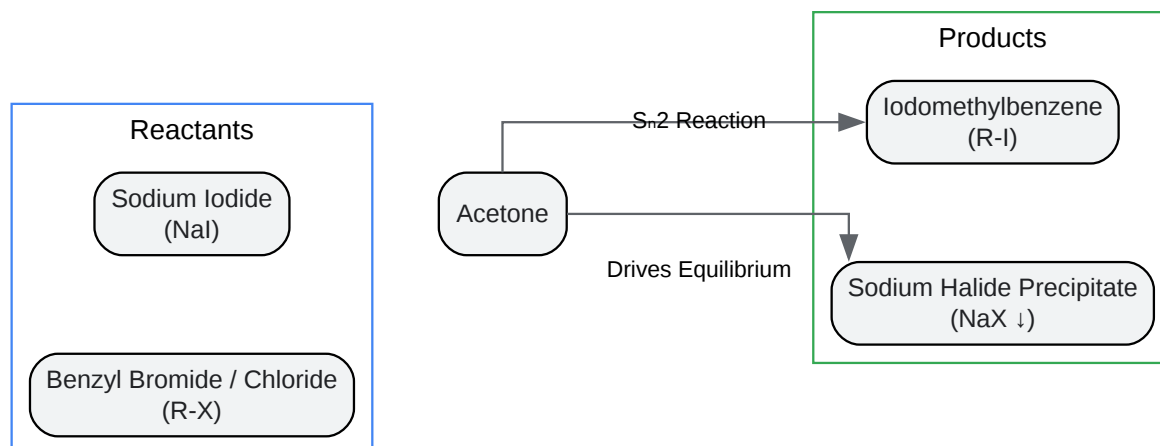 Reactants
Sodium Iodide
(NaI)
Benzyl Bromide / Chloride
(R-X)
Acetone
Sₙ2 Reaction
Drives Equilibrium
Products
Iodomethylbenzene
(R-I)
Sodium Halide Precipitate
(NaX ↓)